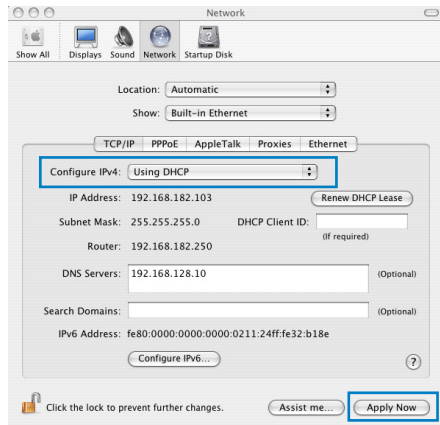 Network
Show All Displays Sound Network Startup Disk
Location: Automatic
Show: Built-in Ethernet
TCP/IP PPPoE AppleTalk Proxies Ethernet
Configure IPv4: Using DHCP
IP Address: 192.168.182.103 Renew DHCP Lease
Subnet Mask: 255.255.255.0 DHCP Client ID:
(If required)
Router: 192.168.182.250
DNS Servers: 192.168.128.10 (Optional)
Search Domains: (Optional)
IPv6 Address: fe80:0000:0000:0000:0211:24ff:fe32:b18e
Configure IPv6... ?
Click the lock to prevent further changes. Assist me... Apply Now